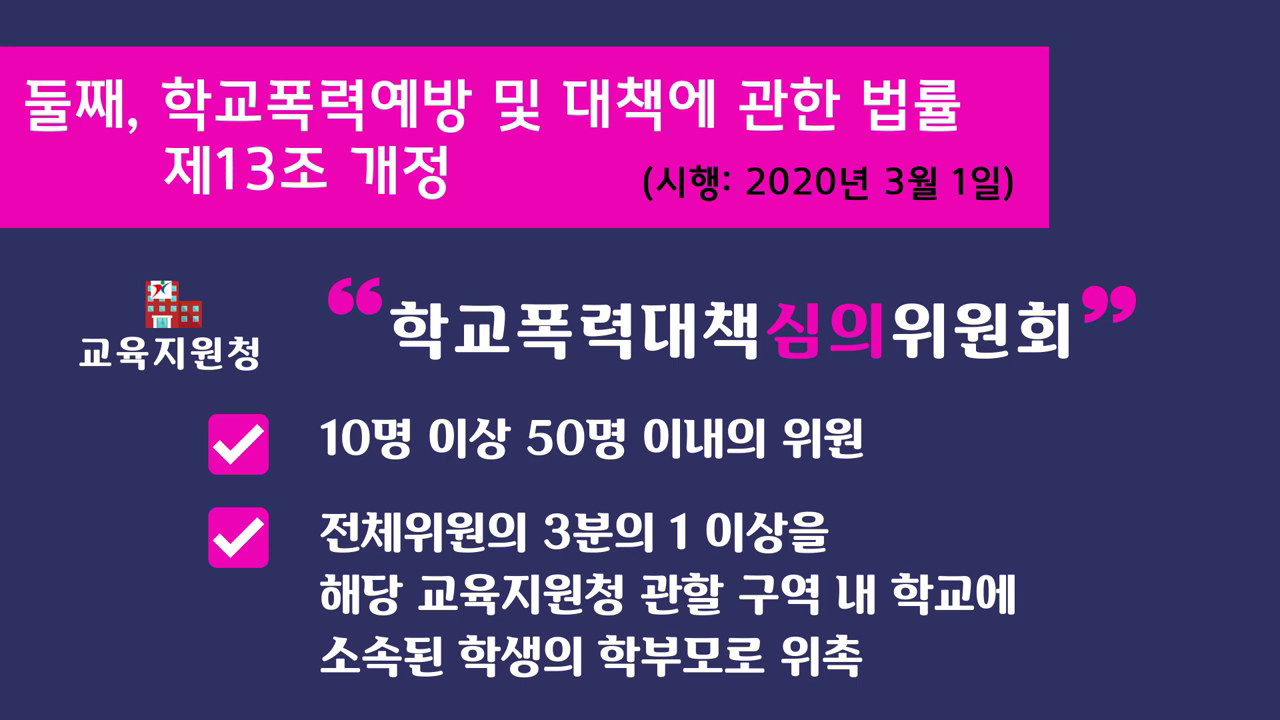 둘째, 학교폭력예방 및 대책에 관한 법률
제13조 개정
(시행: 2020년 3월 1일)
교육지원청
“학교폭력대책심의위원회”
10명 이상 50명 이내의 위원
전체위원의 3분의 1 이상을
해당 교육지원청 관할 구역 내 학교에
소속된 학생의 학부모로 위촉